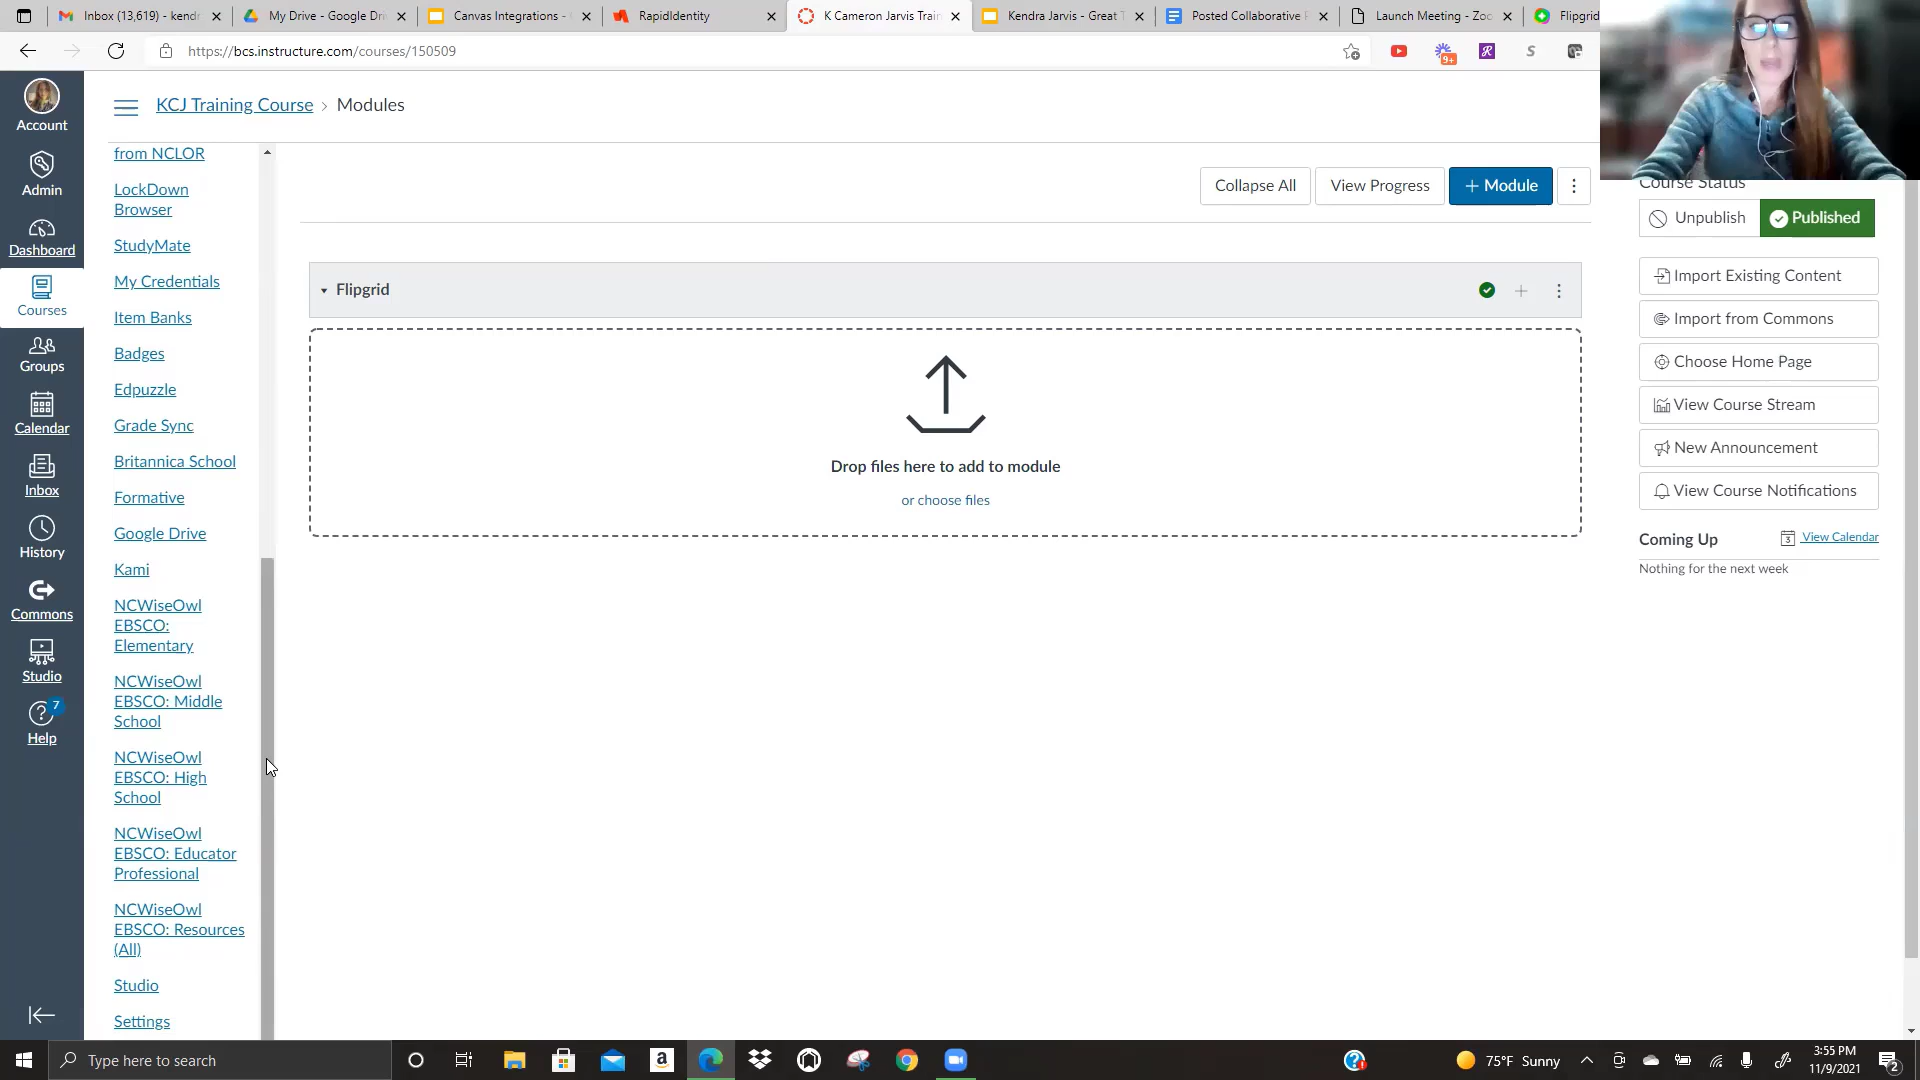 Inbox (13,619) - kendr
My Drive - Google Dri
Canvas Integrations -
RapidIdentity
K Cameron Jarvis Train
Kendra Jarvis - Great T
Posted Collaborative
Launch Meeting - Zoo
Flipgrid
https://bcs.instructure.com/courses/150509
9+
Account
Admin
Dashboard
Courses
Groups
Calendar
Inbox
History
Commons
Studio
7
Help
KCJ Training Course > Modules
from NCLOR
LockDown
Browser
StudyMate
My Credentials
Item Banks
Badges
Edpuzzle
Grade Sync
Britannica School
Formative
Google Drive
Kami
NCWiseOwl
EBSCO:
Elementary
NCWiseOwl
EBSCO: Middle
School
NCWiseOwl
EBSCO: High
School
NCWiseOwl
EBSCO: Educator
Professional
NCWiseOwl
EBSCO: Resources
(All)
Studio
Settings
Collapse All
View Progress
+ Module
Flipgrid
Drop files here to add to module
or choose files
Course Status
Unpublish
Published
Import Existing Content
Import from Commons
Choose Home Page
View Course Stream
New Announcement
View Course Notifications
Coming Up
3
View Calendar
Nothing for the next week
Type here to search
75°F Sunny
3:55 PM
11/9/2021
2